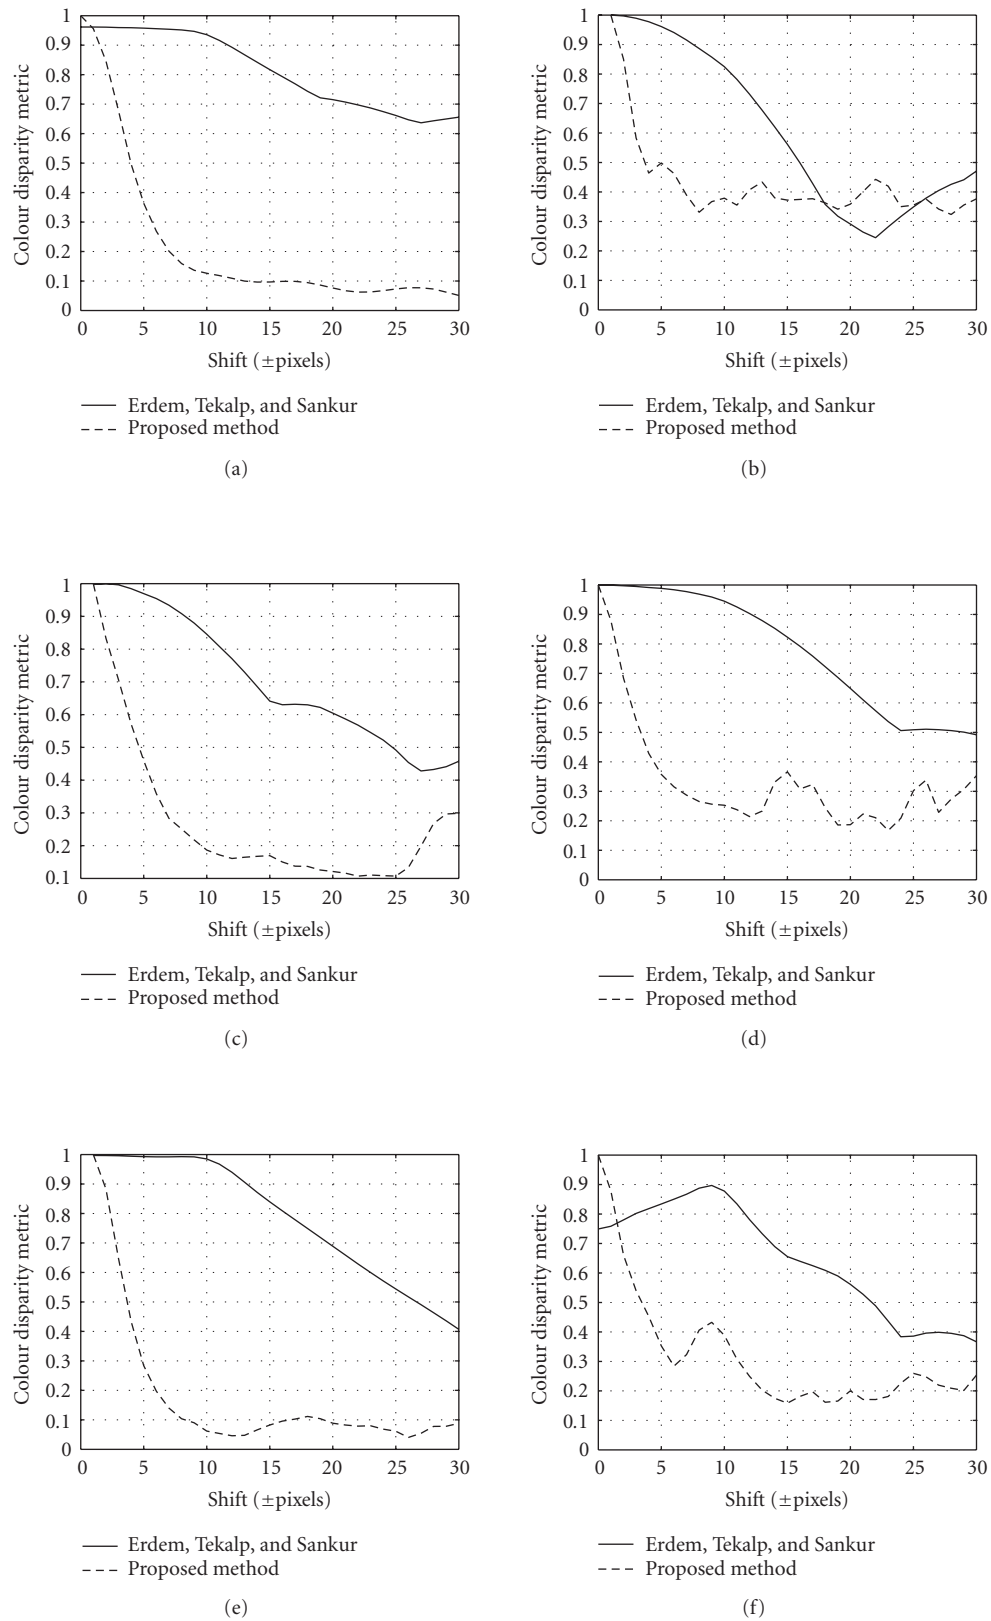 1
0.9
0.8
0.7
0.6
0.5
0.4
0.3
0.2
0.1
0
Colour disparity metric
0 5 10 15 20 25 30
Shift (±pixels)
Erdem, Tekalp, and Sankur
Proposed method
(a)
1
0.9
0.8
0.7
0.6
0.5
0.4
0.3
0.2
0.1
0
Colour disparity metric
0 5 10 15 20 25 30
Shift (±pixels)
Erdem, Tekalp, and Sankur
Proposed method
(b)
1
0.9
0.8
0.7
0.6
0.5
0.4
0.3
0.2
0.1
Colour disparity metric
0 5 10 15 20 25 30
Shift (±pixels)
Erdem, Tekalp, and Sankur
Proposed method
(c)
1
0.9
0.8
0.7
0.6
0.5
0.4
0.3
0.2
0.1
0
Colour disparity metric
0 5 10 15 20 25 30
Shift (±pixels)
Erdem, Tekalp, and Sankur
Proposed method
(d)
1
0.9
0.8
0.7
0.6
0.5
0.4
0.3
0.2
0.1
0
Colour disparity metric
0 5 10 15 20 25 30
Shift (±pixels)
Erdem, Tekalp, and Sankur
Proposed method
(e)
1
0.9
0.8
0.7
0.6
0.5
0.4
0.3
0.2
0.1
0
Colour disparity metric
0 5 10 15 20 25 30
Shift (±pixels)
Erdem, Tekalp, and Sankur
Proposed method
(f)